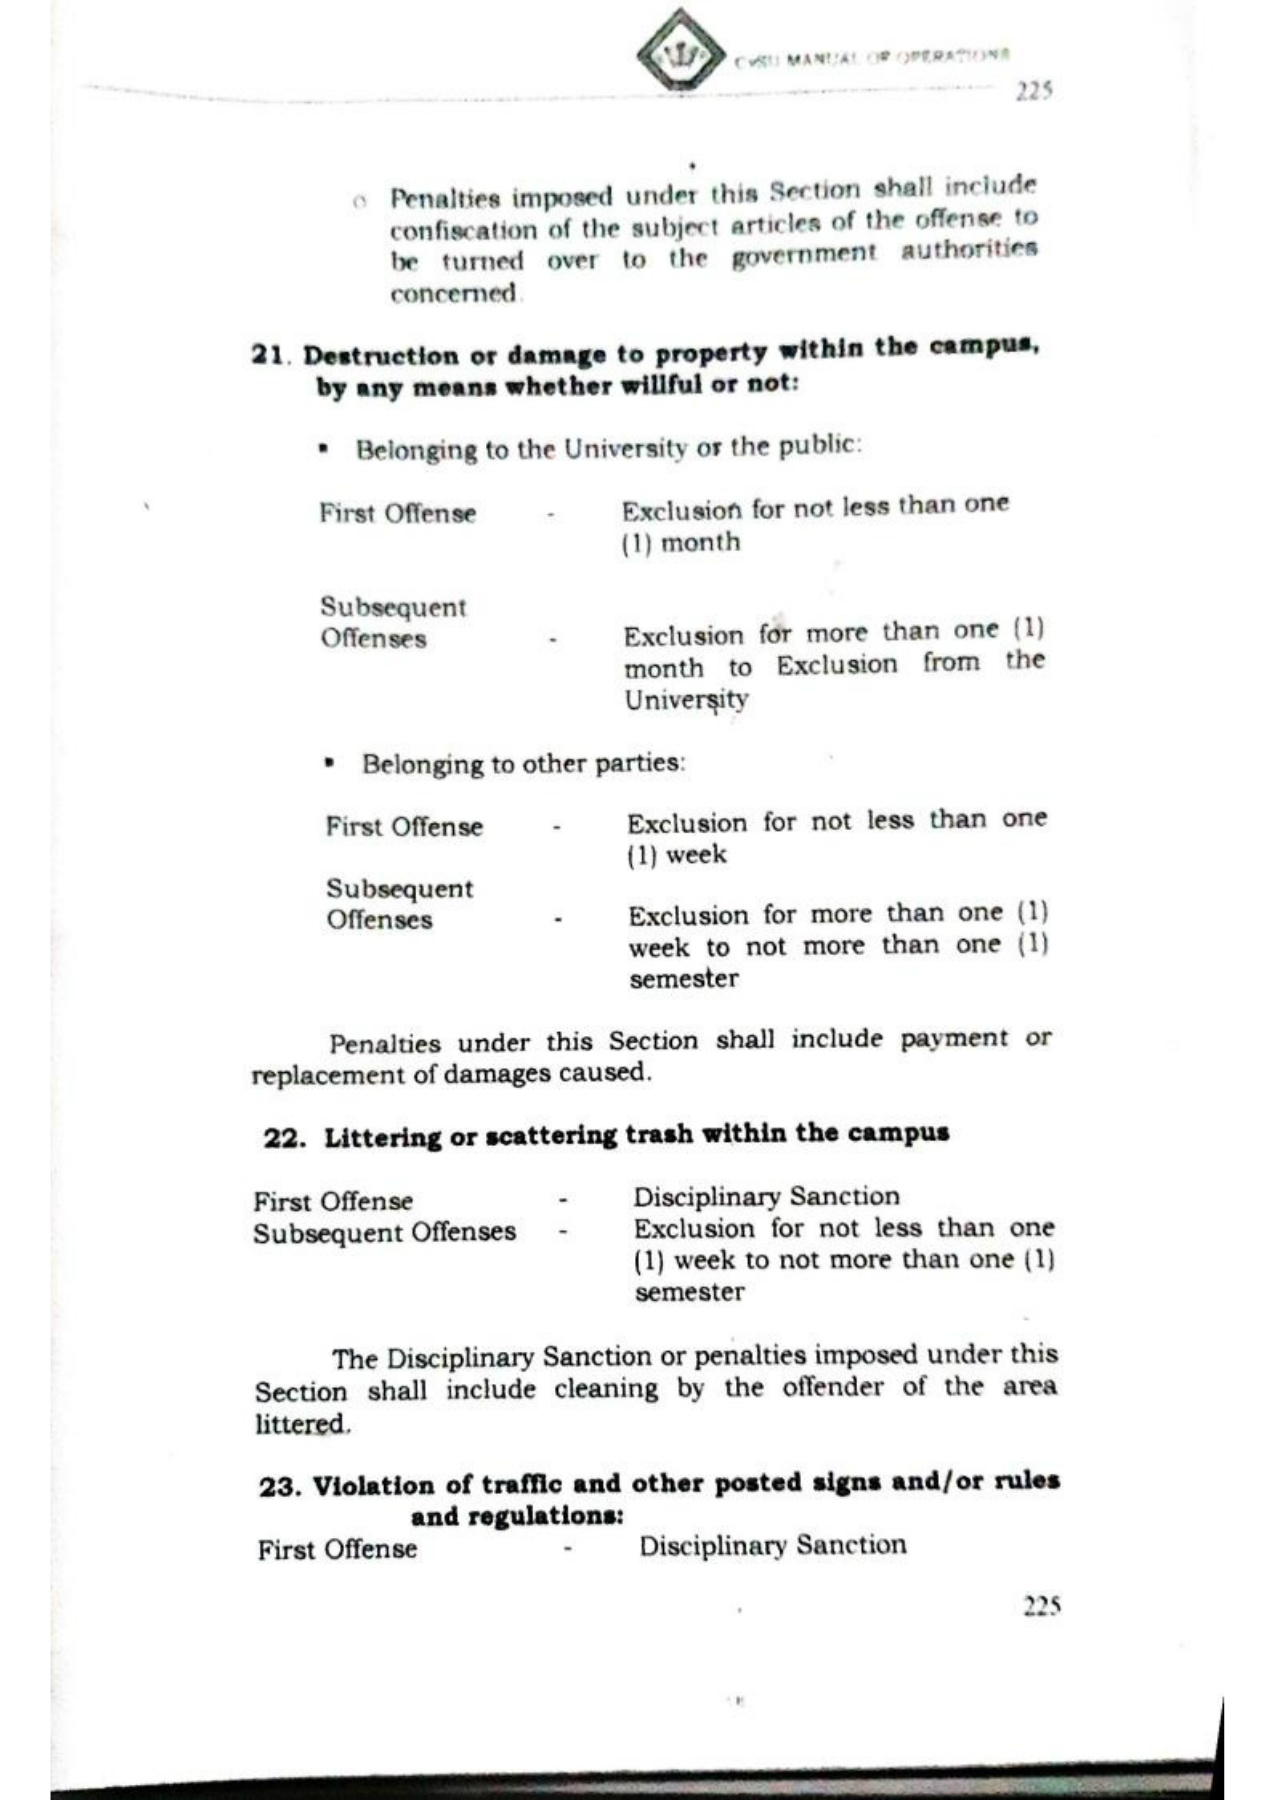 CvSU MANUAL OF OPERATIONS
225
o Penalties imposed under this Section shall include
confiscation of the subject articles of the offense to
be turned over to the government authorities
concerned.
21. Destruction or damage to property within the campus,
by any means whether willful or not:
▪ Belonging to the University or the public:
First Offense - Exclusion for not less than one
(1) month
Subsequent
Offenses - Exclusion for more than one (1)
month to Exclusion from the
University
▪ Belonging to other parties:
First Offense - Exclusion for not less than one
(1) week
Subsequent
Offenses - Exclusion for more than one (1)
week to not more than one (1)
semester
Penalties under this Section shall include payment or
replacement of damages caused.
22. Littering or scattering trash within the campus
First Offense - Disciplinary Sanction
Subsequent Offenses - Exclusion for not less than one
(1) week to not more than one (1)
semester
The Disciplinary Sanction or penalties imposed under this
Section shall include cleaning by the offender of the area
littered.
23. Violation of traffic and other posted signs and/or rules
and regulations:
First Offense - Disciplinary Sanction
225